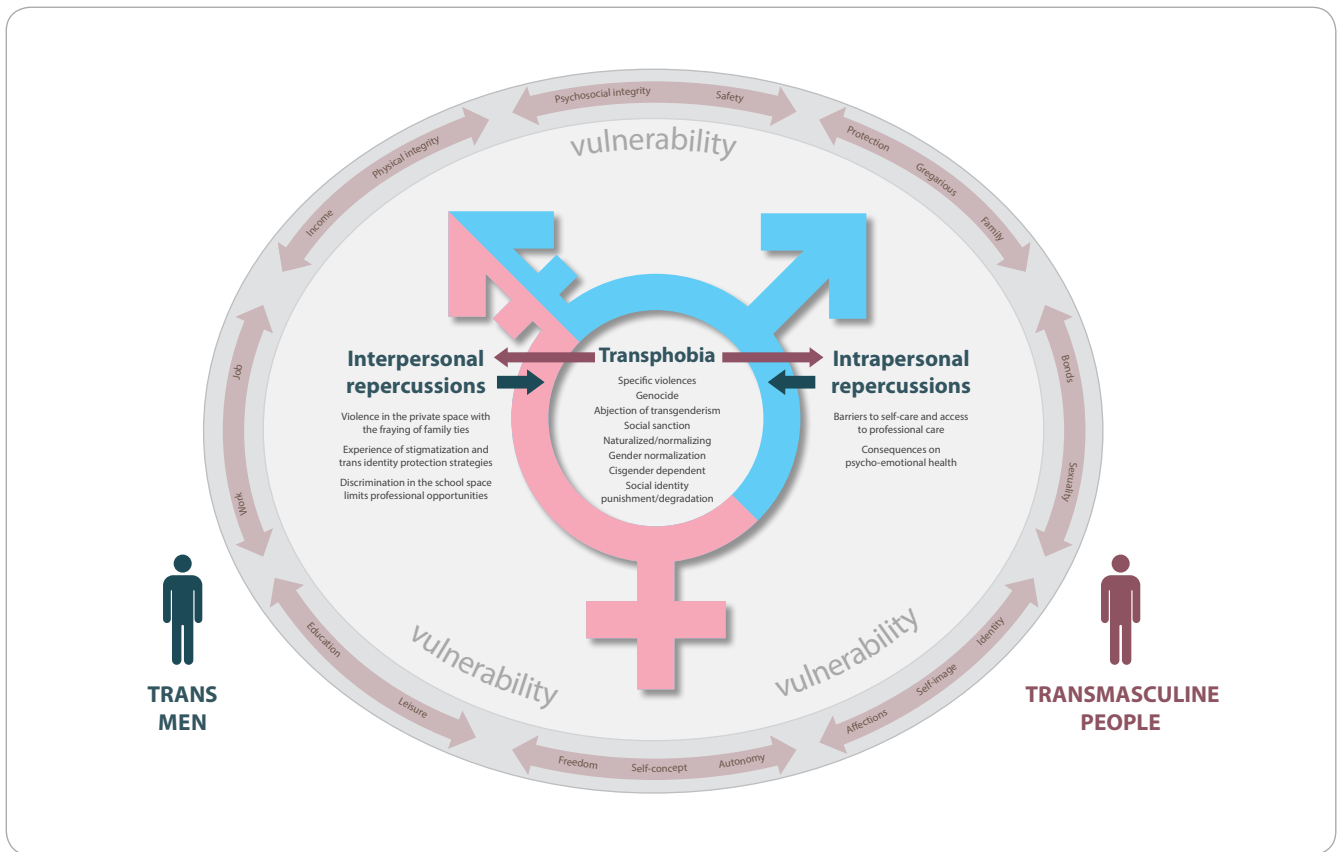 Psychosocial integrity
Safety
Protection
Gregarious
Family
Physical integrity
Income
vulnerability
Job
Work
Bonds
Sexuality
Interpersonal
repercussions
Violence in the private space with
the fraying of family ties
Experience of stigmatization and
trans identity protection strategies
Discrimination in the school space
limits professional opportunities
Transphobia
Specific violences
Genocide
Abjection of transgenderism
Social sanction
Naturalized/normalizing
Gender normalization
Cisgender dependent
Social identity
punishment/degradation
Intrapersonal
repercussions
Barriers to self-care and access
to professional care
Consequences on
psycho-emotional health
TRANS
MEN
TRANSMASCULINE
PEOPLE
vulnerability
vulnerability
Education
Leisure
Freedom
Self-concept
Autonomy
Affections
Self-image
Identity